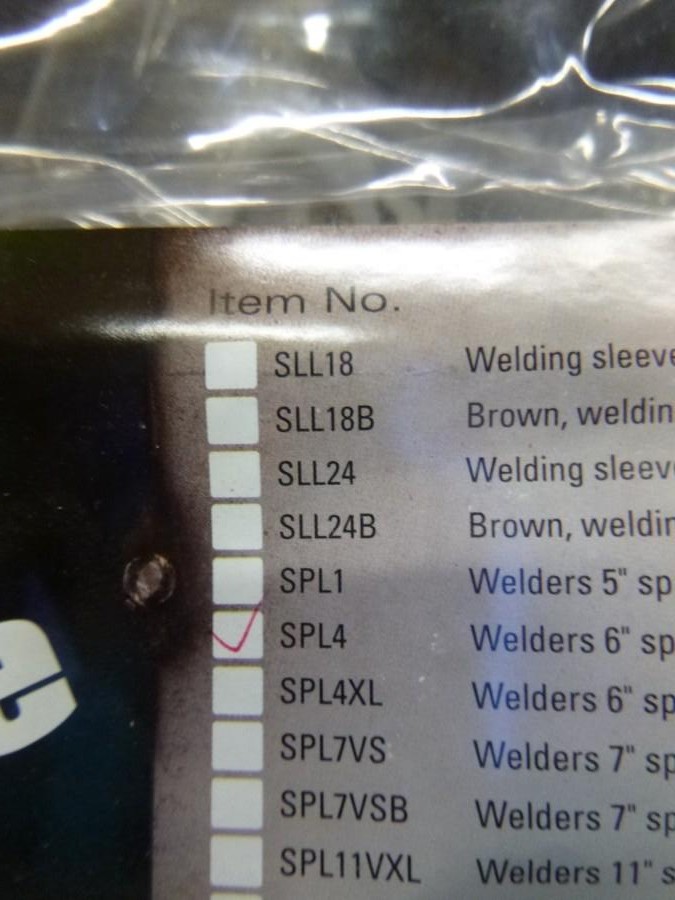 Item No.
SLL18 Welding sleeve
SLL18B Brown, weldin
SLL24 Welding sleev
SLL24B Brown, weldin
SPL1 Welders 5" sp
SPL4 Welders 6" sp
SPL4XL Welders 6" sp
SPL7VS Welders 7" sp
SPL7VSB Welders 7" sp
SPL11VXL Welders 11" s
e